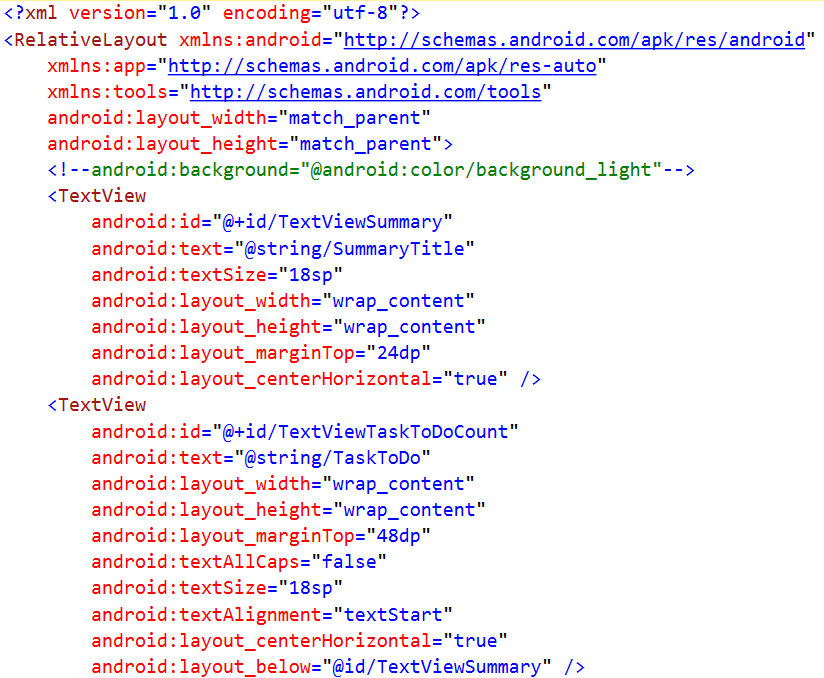 <?xml version="1.0" encoding="utf-8"?>
<RelativeLayout xmlns:android="http://schemas.android.com/apk/res/android"
    xmlns:app="http://schemas.android.com/apk/res-auto"
    xmlns:tools="http://schemas.android.com/tools"
    android:layout_width="match_parent"
    android:layout_height="match_parent">
    <!--android:background="@android:color/background_light"-->
    <TextView
        android:id="@+id/TextViewSummary"
        android:text="@string/SummaryTitle"
        android:textSize="18sp"
        android:layout_width="wrap_content"
        android:layout_height="wrap_content"
        android:layout_marginTop="24dp"
        android:layout_centerHorizontal="true" />
    <TextView
        android:id="@+id/TextViewTaskToDoCount"
        android:text="@string/TaskToDo"
        android:layout_width="wrap_content"
        android:layout_height="wrap_content"
        android:layout_marginTop="48dp"
        android:textAllCaps="false"
        android:textSize="18sp"
        android:textAlignment="textStart"
        android:layout_centerHorizontal="true"
        android:layout_below="@id/TextViewSummary" />